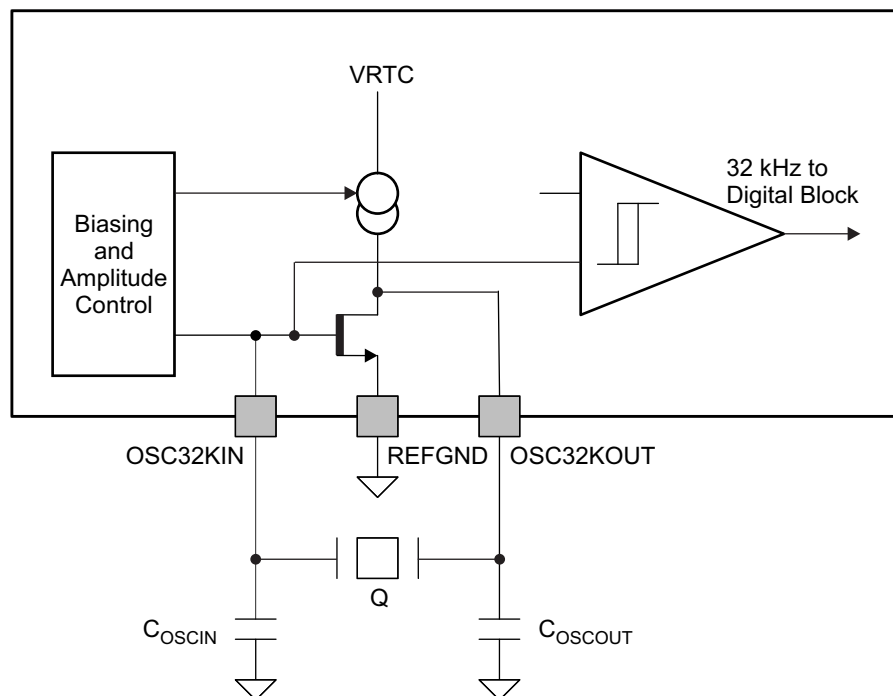 VRTC
32 kHz to
Digital Block
Biasing
and
Amplitude
Control
OSC32KIN
REFGND
OSC32KOUT
Q
COSCIN
COSCOUT